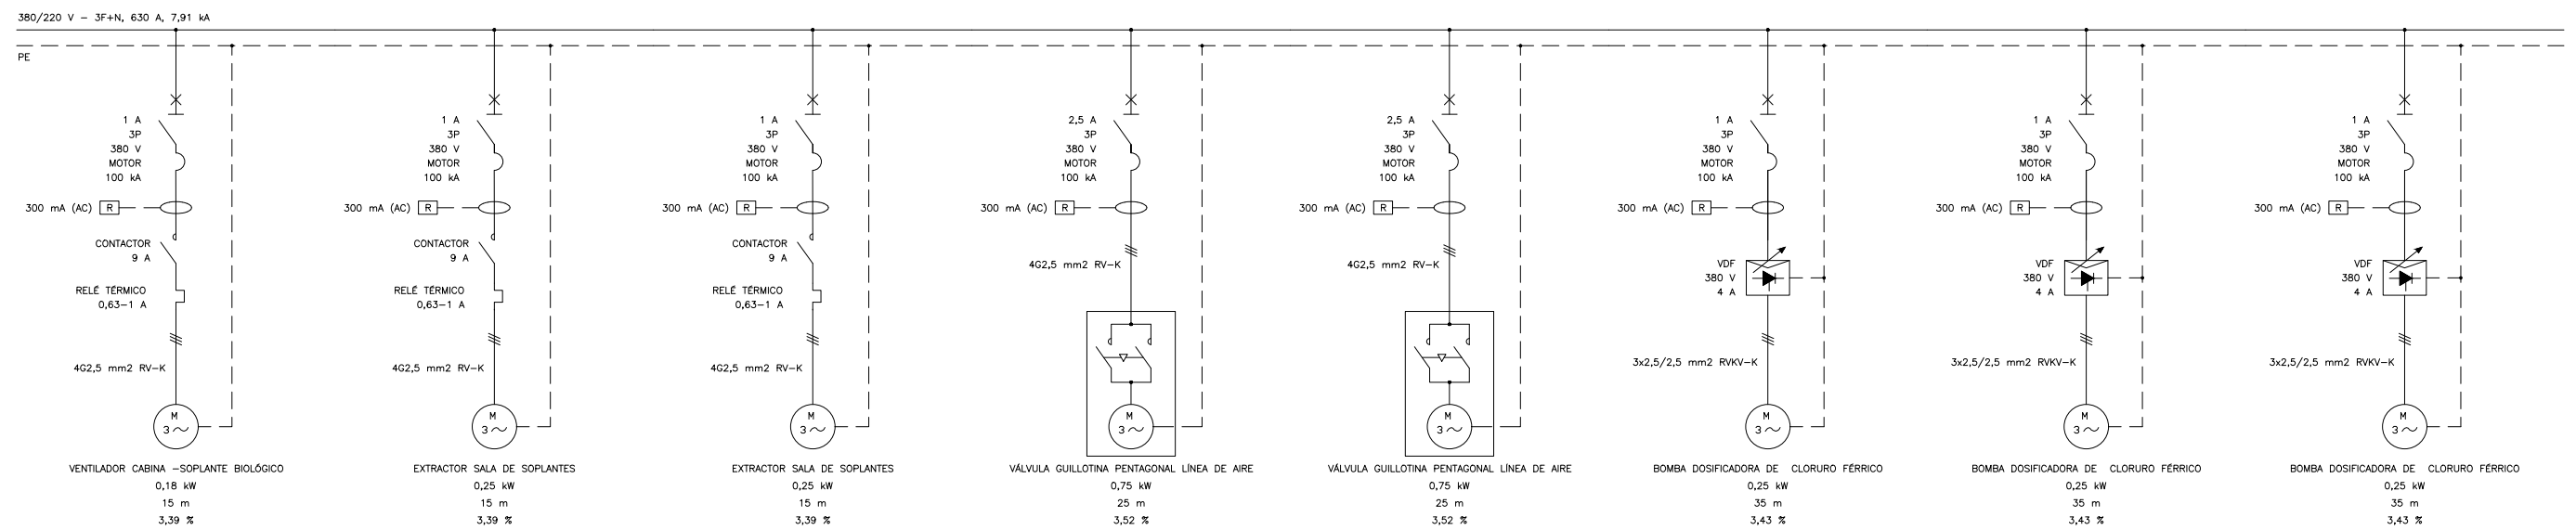 380/220 V – 3F+N, 630 A, 7,91 kA
PE
1 A
3P
380 V
MOTOR
100 kA
300 mA (AC) R
CONTACTOR
9 A
RELÉ TÉRMICO
0,63–1 A
4G2,5 mm2 RV–K
M
3~
VENTILADOR CABINA –SOPLANTE BIOLÓGICO
0,18 kW
15 m
3,39 %
1 A
3P
380 V
MOTOR
100 kA
300 mA (AC) R
CONTACTOR
9 A
RELÉ TÉRMICO
0,63–1 A
4G2,5 mm2 RV–K
M
3~
EXTRACTOR SALA DE SOPLANTES
0,25 kW
15 m
3,39 %
1 A
3P
380 V
MOTOR
100 kA
300 mA (AC) R
CONTACTOR
9 A
RELÉ TÉRMICO
0,63–1 A
4G2,5 mm2 RV–K
M
3~
EXTRACTOR SALA DE SOPLANTES
0,25 kW
15 m
3,39 %
2,5 A
3P
380 V
MOTOR
100 kA
300 mA (AC) R
4G2,5 mm2 RV–K
M
3~
VÁLVULA GUILLOTINA PENTAGONAL LÍNEA DE AIRE
0,75 kW
25 m
3,52 %
2,5 A
3P
380 V
MOTOR
100 kA
300 mA (AC) R
4G2,5 mm2 RV–K
M
3~
VÁLVULA GUILLOTINA PENTAGONAL LÍNEA DE AIRE
0,75 kW
25 m
3,52 %
1 A
3P
380 V
MOTOR
100 kA
300 mA (AC) R
VDF
380 V
4 A
3x2,5/2,5 mm2 RVKV–K
M
3~
BOMBA DOSIFICADORA DE CLORURO FÉRRICO
0,25 kW
35 m
3,43 %
1 A
3P
380 V
MOTOR
100 kA
300 mA (AC) R
VDF
380 V
4 A
3x2,5/2,5 mm2 RVKV–K
M
3~
BOMBA DOSIFICADORA DE CLORURO FÉRRICO
0,25 kW
35 m
3,43 %
1 A
3P
380 V
MOTOR
100 kA
300 mA (AC) R
VDF
380 V
4 A
3x2,5/2,5 mm2 RVKV–K
M
3~
BOMBA DOSIFICADORA DE CLORURO FÉRRICO
0,25 kW
35 m
3,43 %